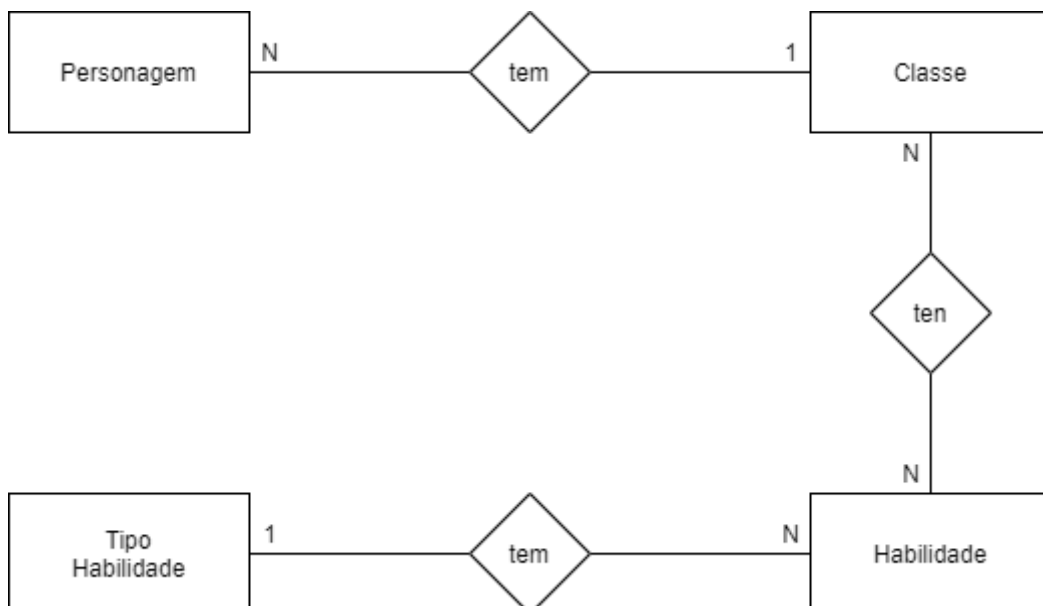 Personagem
N
tem
1
Classe
N
ten
N
Tipo
Habilidade
1
tem
N
Habilidade